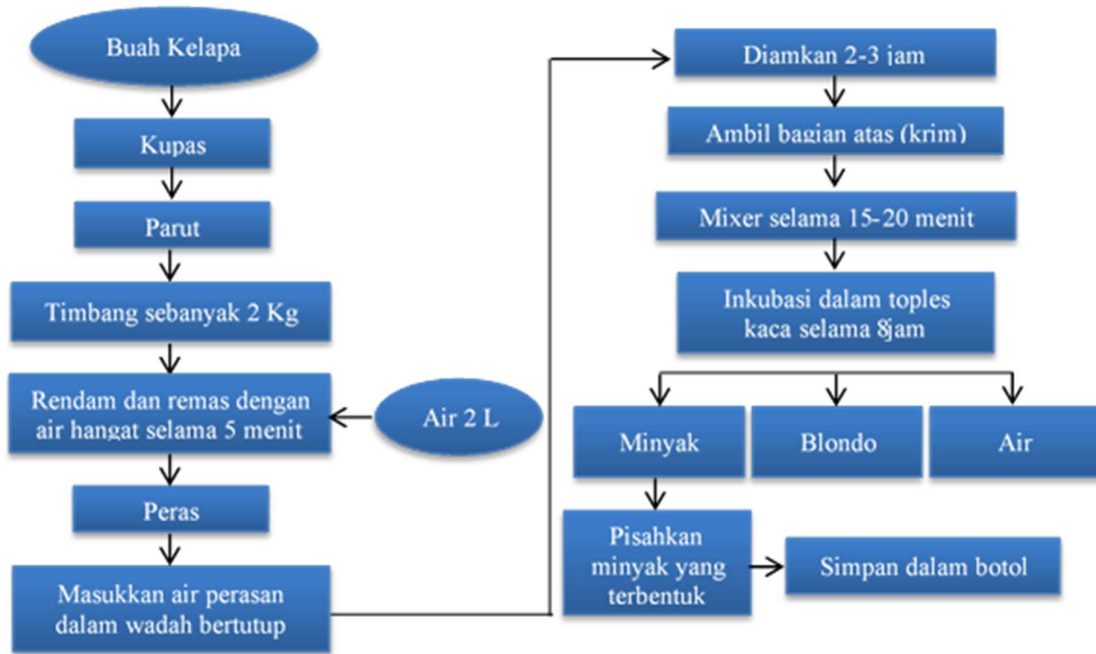 Buah Kelapa
Kupas
Parut
Timbang sebanyak 2 Kg
Rendam dan remas dengan
air hangat selama 5 menit
Air 2 L
Peras
Masukkan air perasan
dalam wadah bertutup
Diamkan 2-3 jam
Ambil bagian atas (krim)
Mixer selama 15-20 menit
Inkubasi dalam toples
kaca selama 8jam
Minyak
Blondo
Air
Pisahkan
minyak yang
terbentuk
Simpan dalam botol